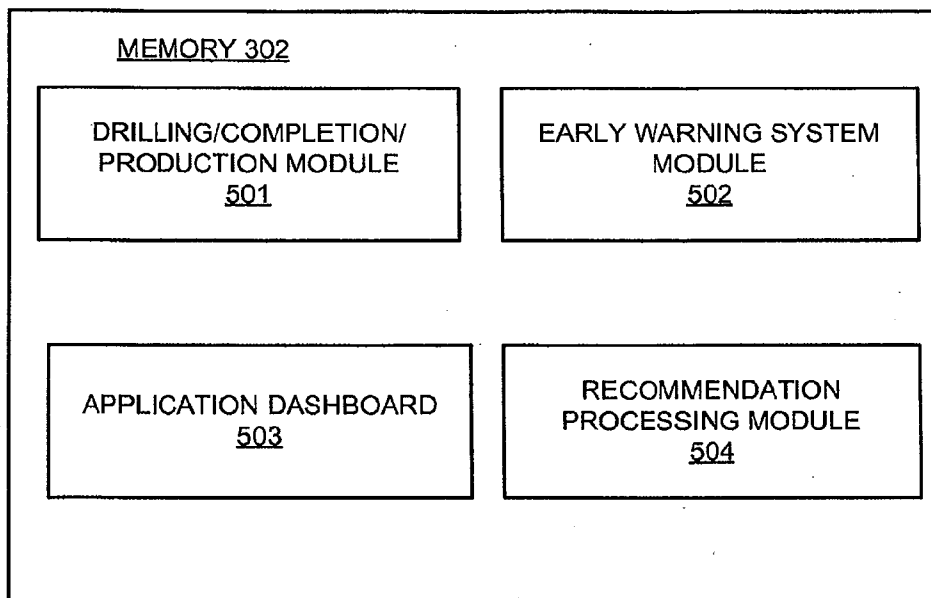 MEMORY 302
DRILLING/COMPLETION/
PRODUCTION MODULE
501
EARLY WARNING SYSTEM
MODULE
502
APPLICATION DASHBOARD
503
RECOMMENDATION
PROCESSING MODULE
504